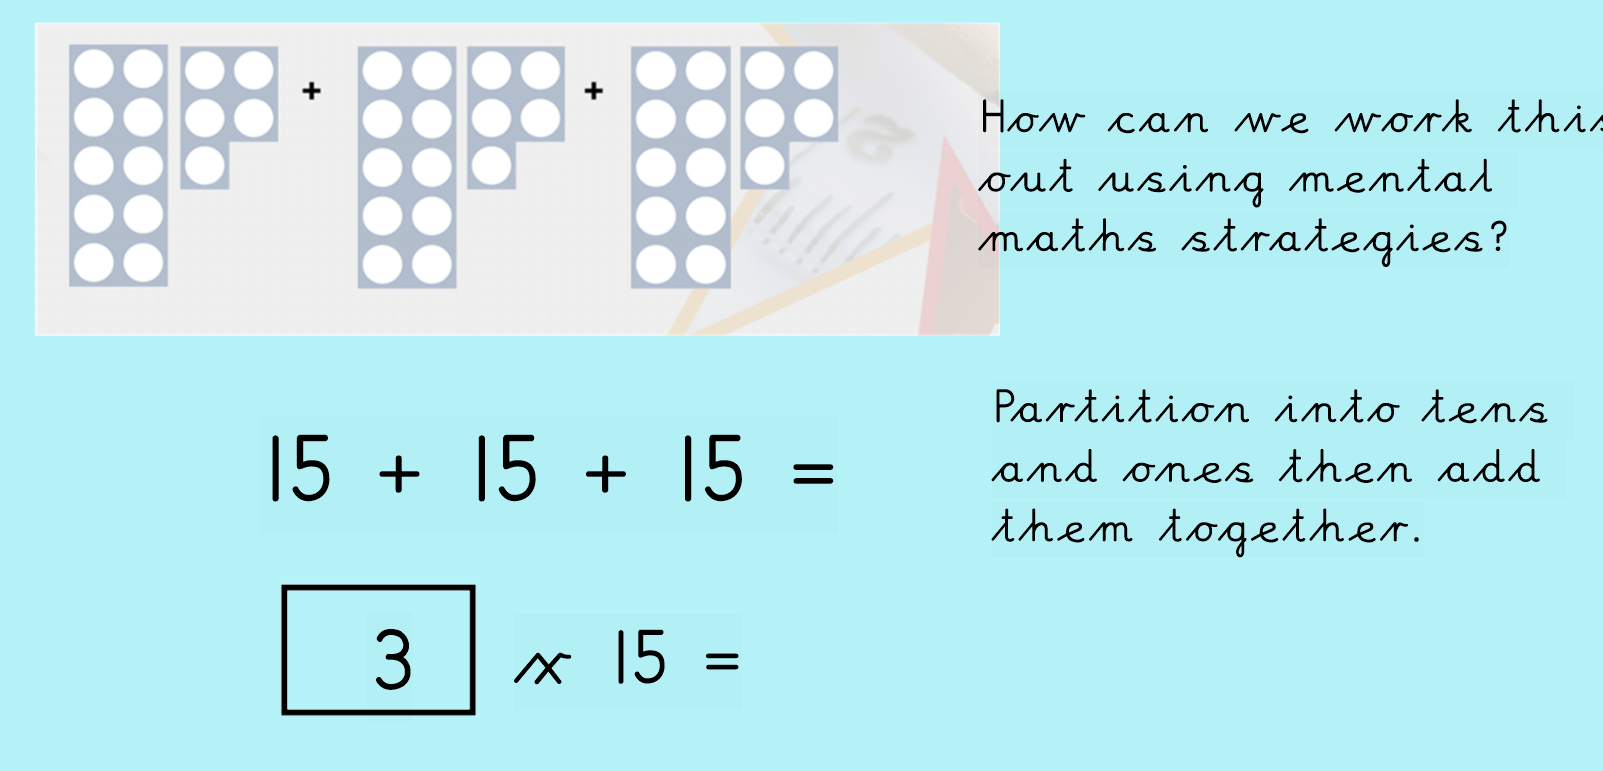 + +
How can we work this
out using mental
maths strategies?
15 + 15 + 15 =
Partition into tens
and ones then add
them together.
3 x 15 =